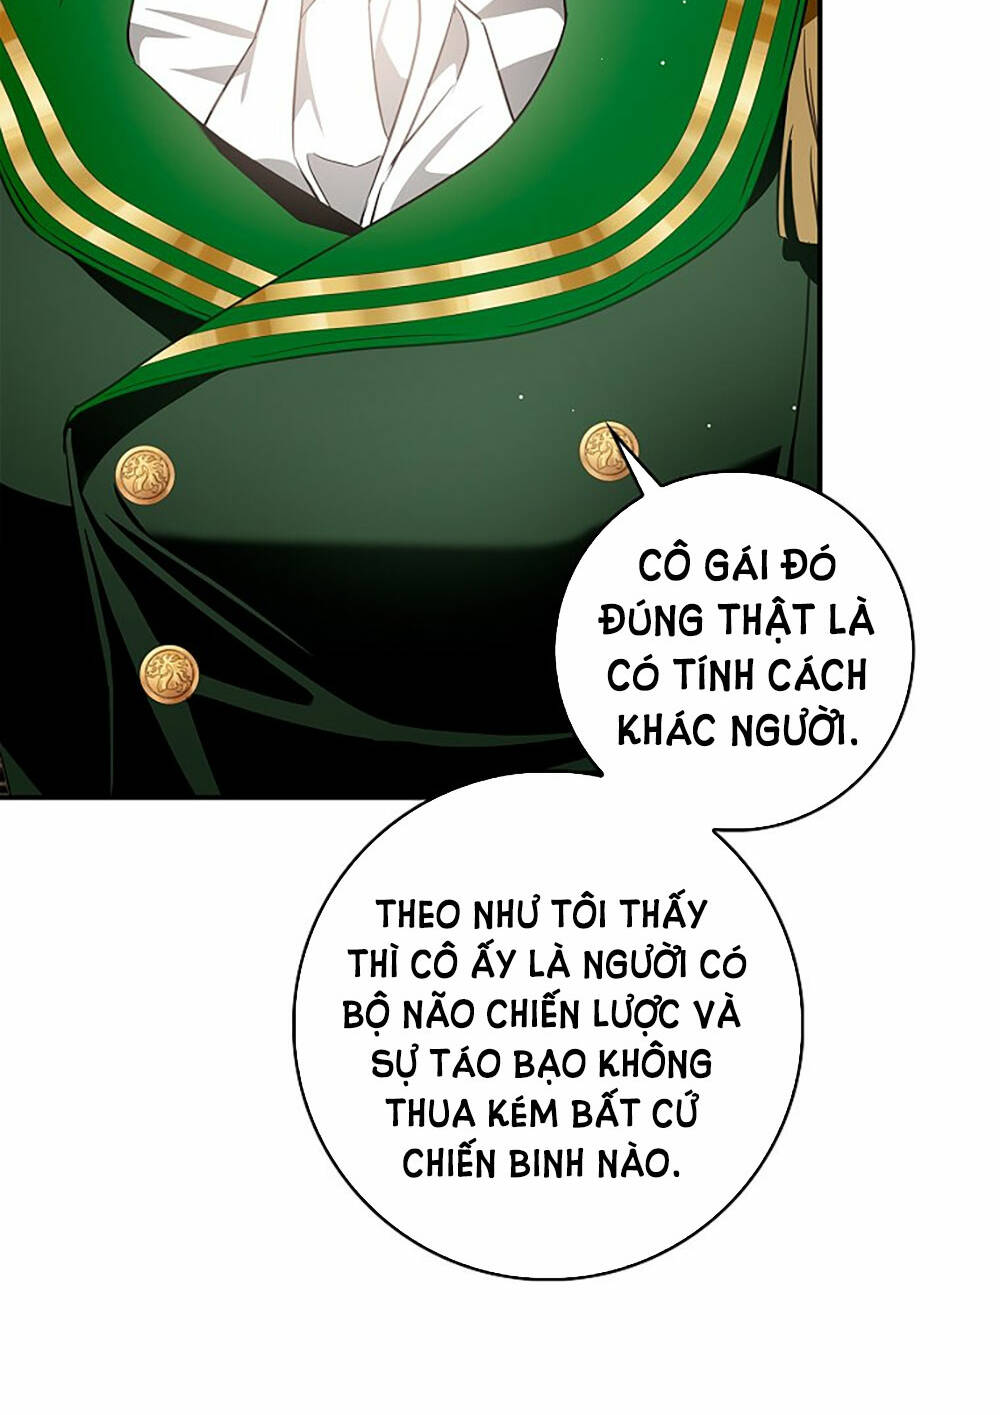 CÔ GÁI ĐÓ
ĐÚNG THẬT LÀ
CÓ TÍNH CÁCH
KHÁC NGƯỜI.
THEO NHƯ TÔI THẤY
THÌ CÔ ẤY LÀ NGƯỜI CÓ
BỘ NÃO CHIẾN LƯỢC VÀ
SỰ TÁO BẠO KHÔNG
THUA KÉM BẤT CỨ
CHIẾN BINH NÀO.